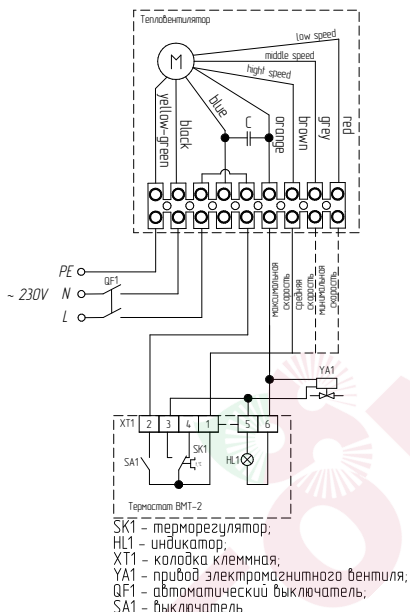 Тепловентилятор
low speed
middle speed
hight speed
M
yellow-green
black
blue
C
orange
brown
grey
red
PE
QF1
~ 230V
N
L
максимальная скорость
средняя скорость
минимальная скорость
YA1
XT1 2 3 4 1 5 6
SA1
SK1
t°C
HL1
Термостат ВМТ-2
SK1 - терморегулятор;
HL1 - индикатор;
XT1 - колодка клеммная;
YA1 - привод электромагнитного вентиля;
QF1 - автоматический выключатель;
SA1 - выключатель